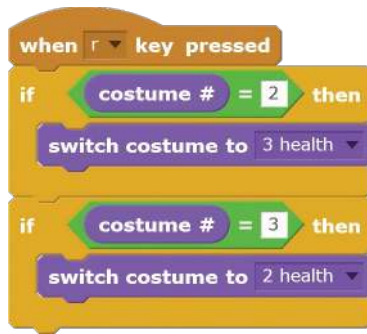 when r key pressed
if costume # = 2 then
switch costume to 3 health
if costume # = 3 then
switch costume to 2 health